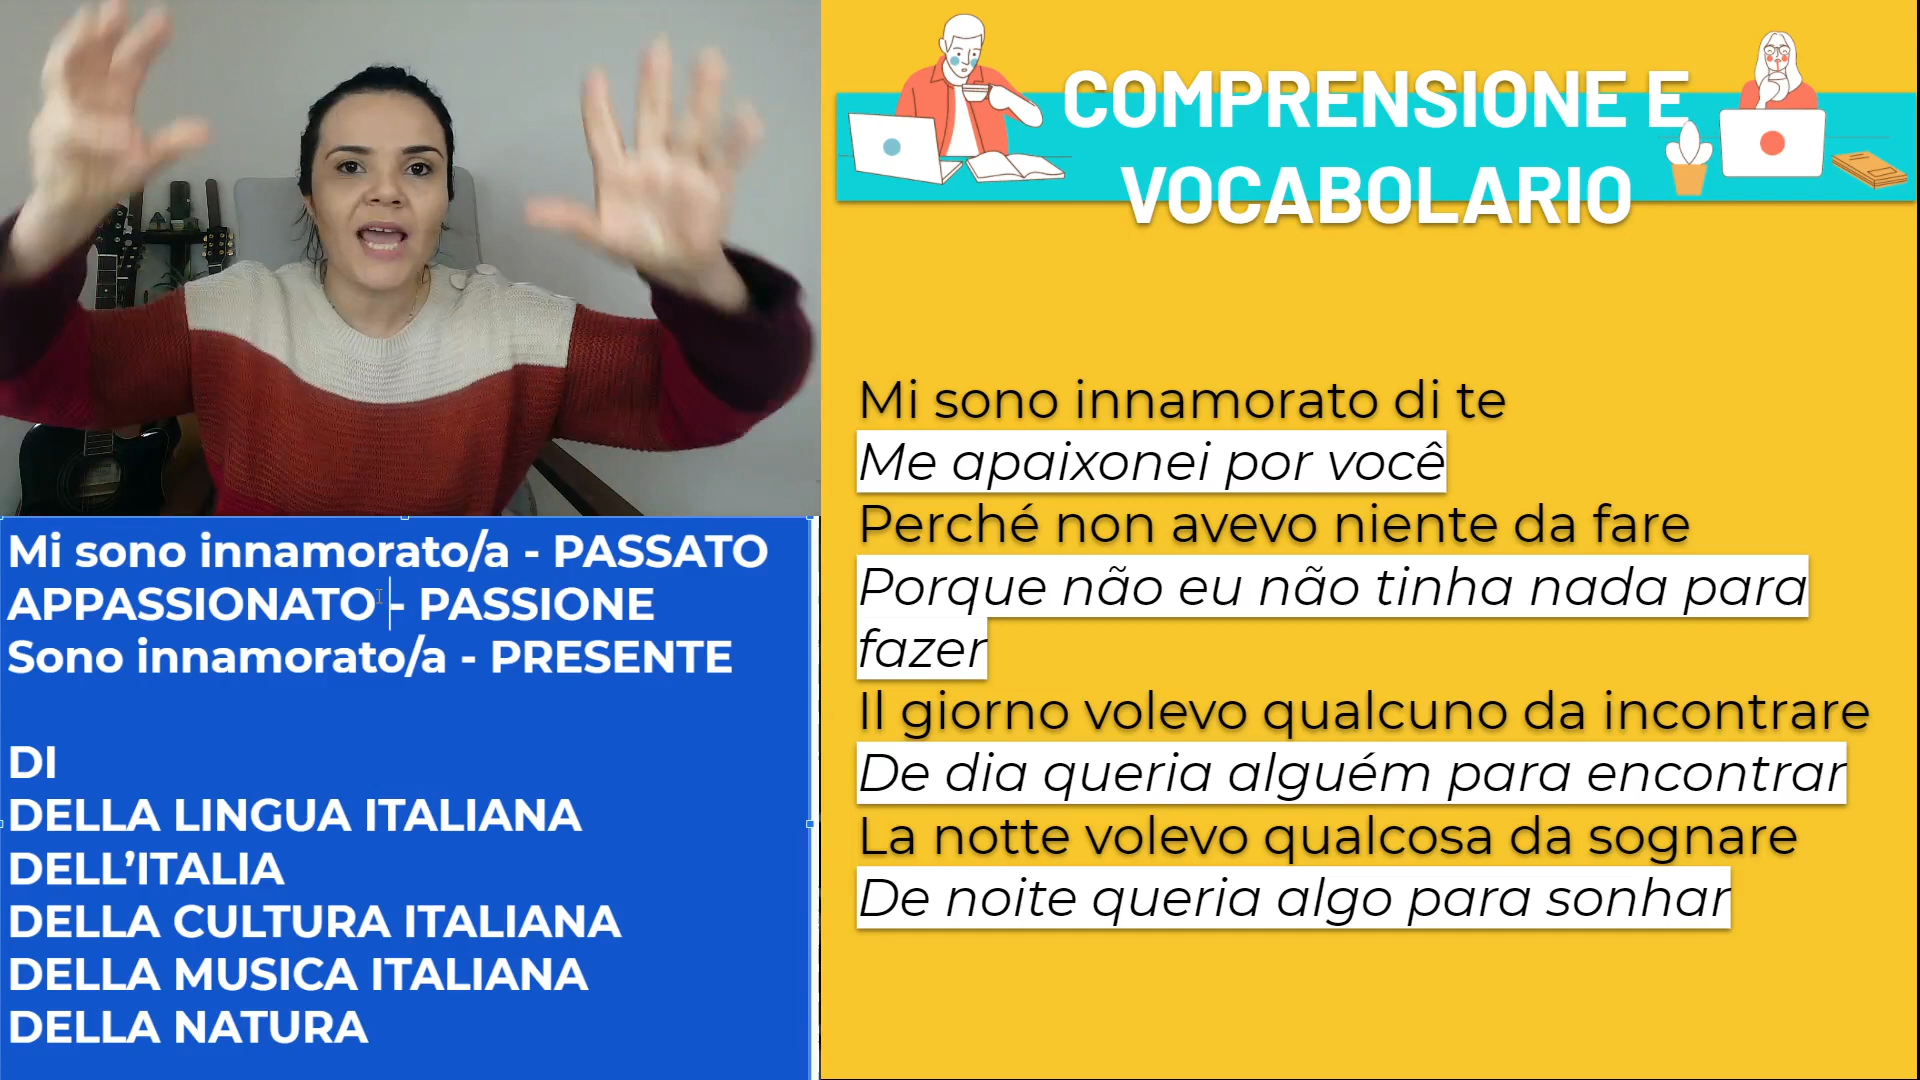 COMPRENSIONE E
VOCABOLARIO
Mi sono innamorato di te
Me apaixonei por você
Perché non avevo niente da fare
Porque não eu não tinha nada para
fazer
Il giorno volevo qualcuno da incontrare
De dia queria alguém para encontrar
La notte volevo qualcosa da sognare
De noite queria algo para sonhar
Mi sono innamorato/a - PASSATO
APPASSIONATO - PASSIONE
Sono innamorato/a - PRESENTE
DI
DELLA LINGUA ITALIANA
DELL’ITALIA
DELLA CULTURA ITALIANA
DELLA MUSICA ITALIANA
DELLA NATURA